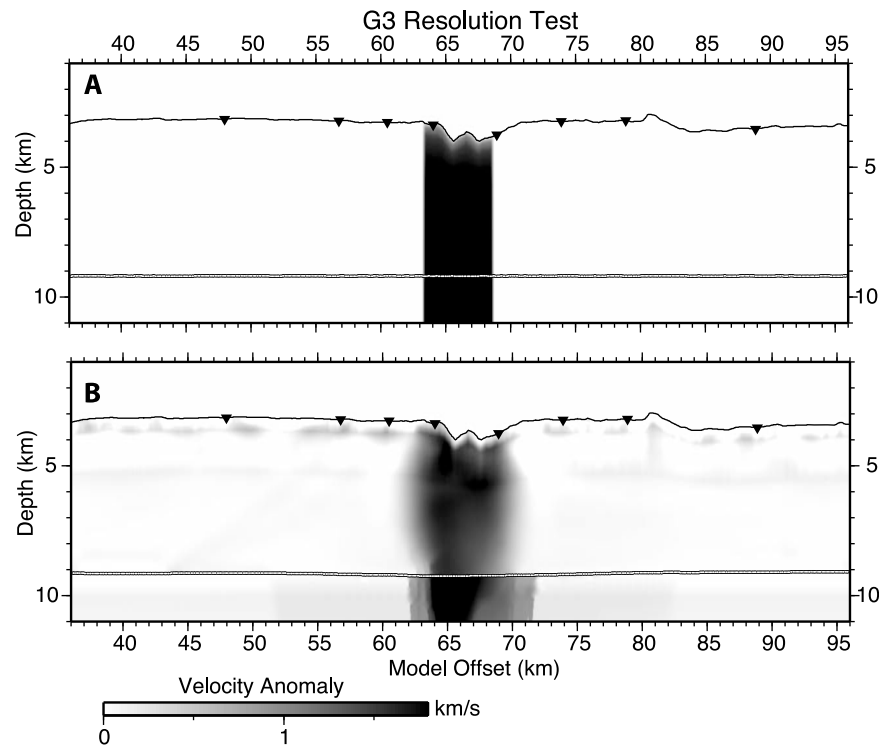 G3 Resolution Test
40 45 50 55 60 65 70 75 80 85 90 95
A
Depth (km)
5 5
10 10
B
Depth (km)
5 5
10 10
40 45 50 55 60 65 70 75 80 85 90 95
Model Offset (km)
Velocity Anomaly
km/s
0 1